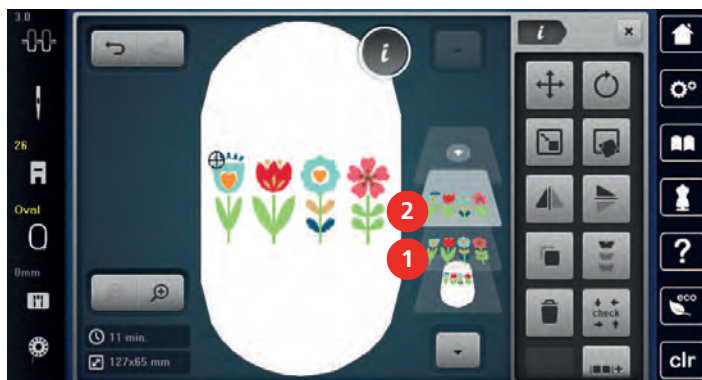 3.0
i
i
26
2
Oval
1
0mm
?
eco
11 min.
check
127x65 mm
clr